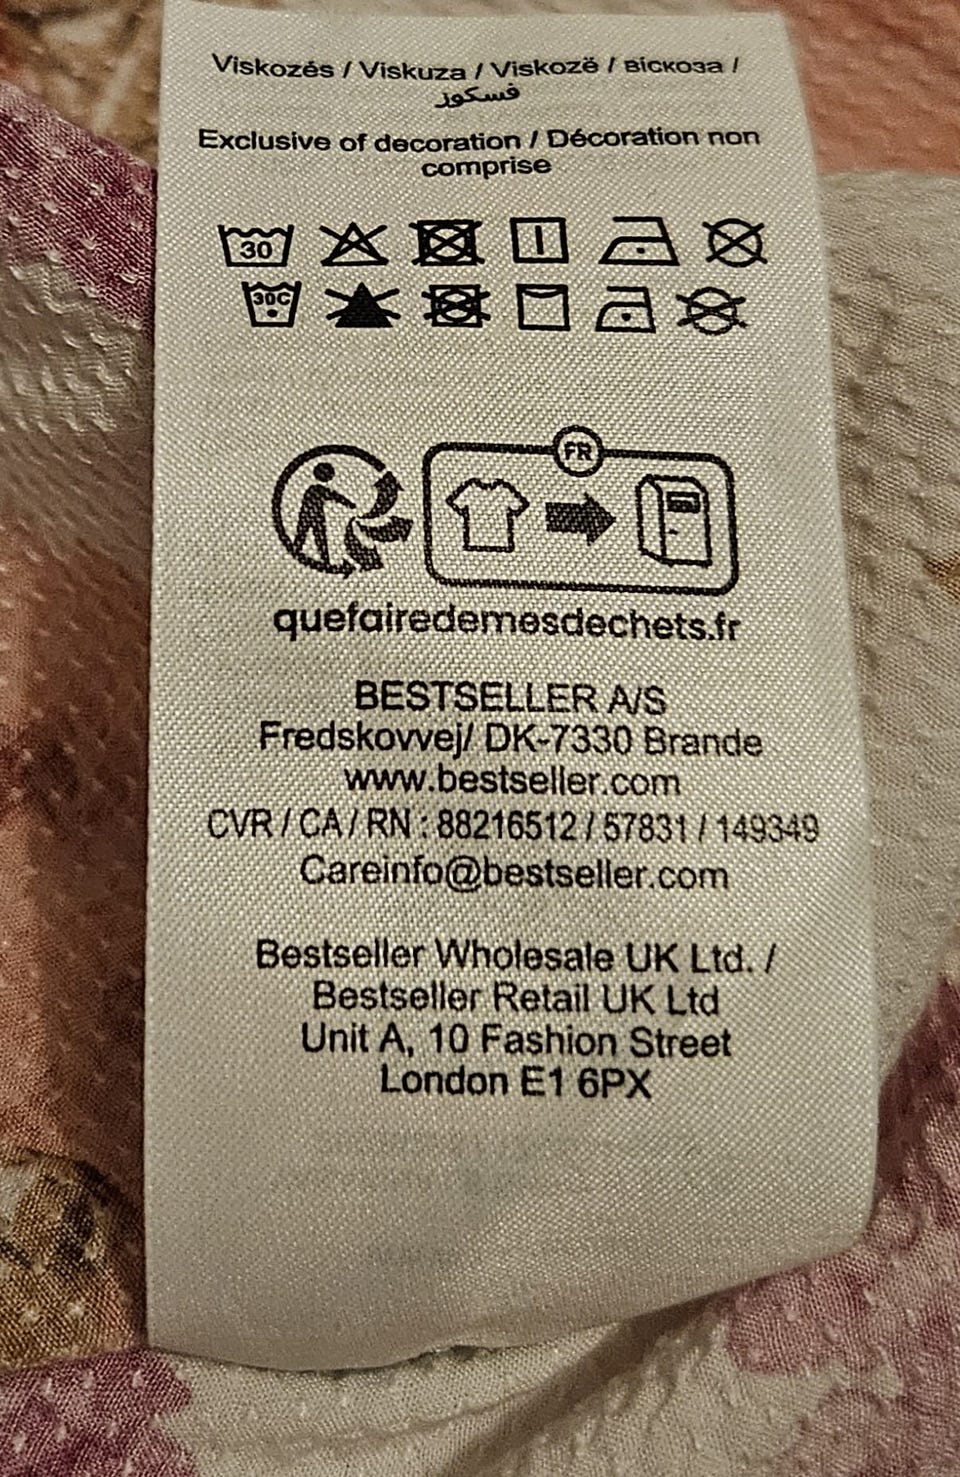 Viskozés / Viskuza / Viskozë / віскоза /
فسكوز
Exclusive of decoration / Décoration non
comprise
30
30C
FR
quefairedemesdechets.fr
BESTSELLER A/S
Fredskovvej/ DK-7330 Brande
www.bestseller.com
CVR / CA / RN : 88216512 / 57831 / 149349
Careinfo@bestseller.com
Bestseller Wholesale UK Ltd. /
Bestseller Retail UK Ltd
Unit A, 10 Fashion Street
London E1 6PX